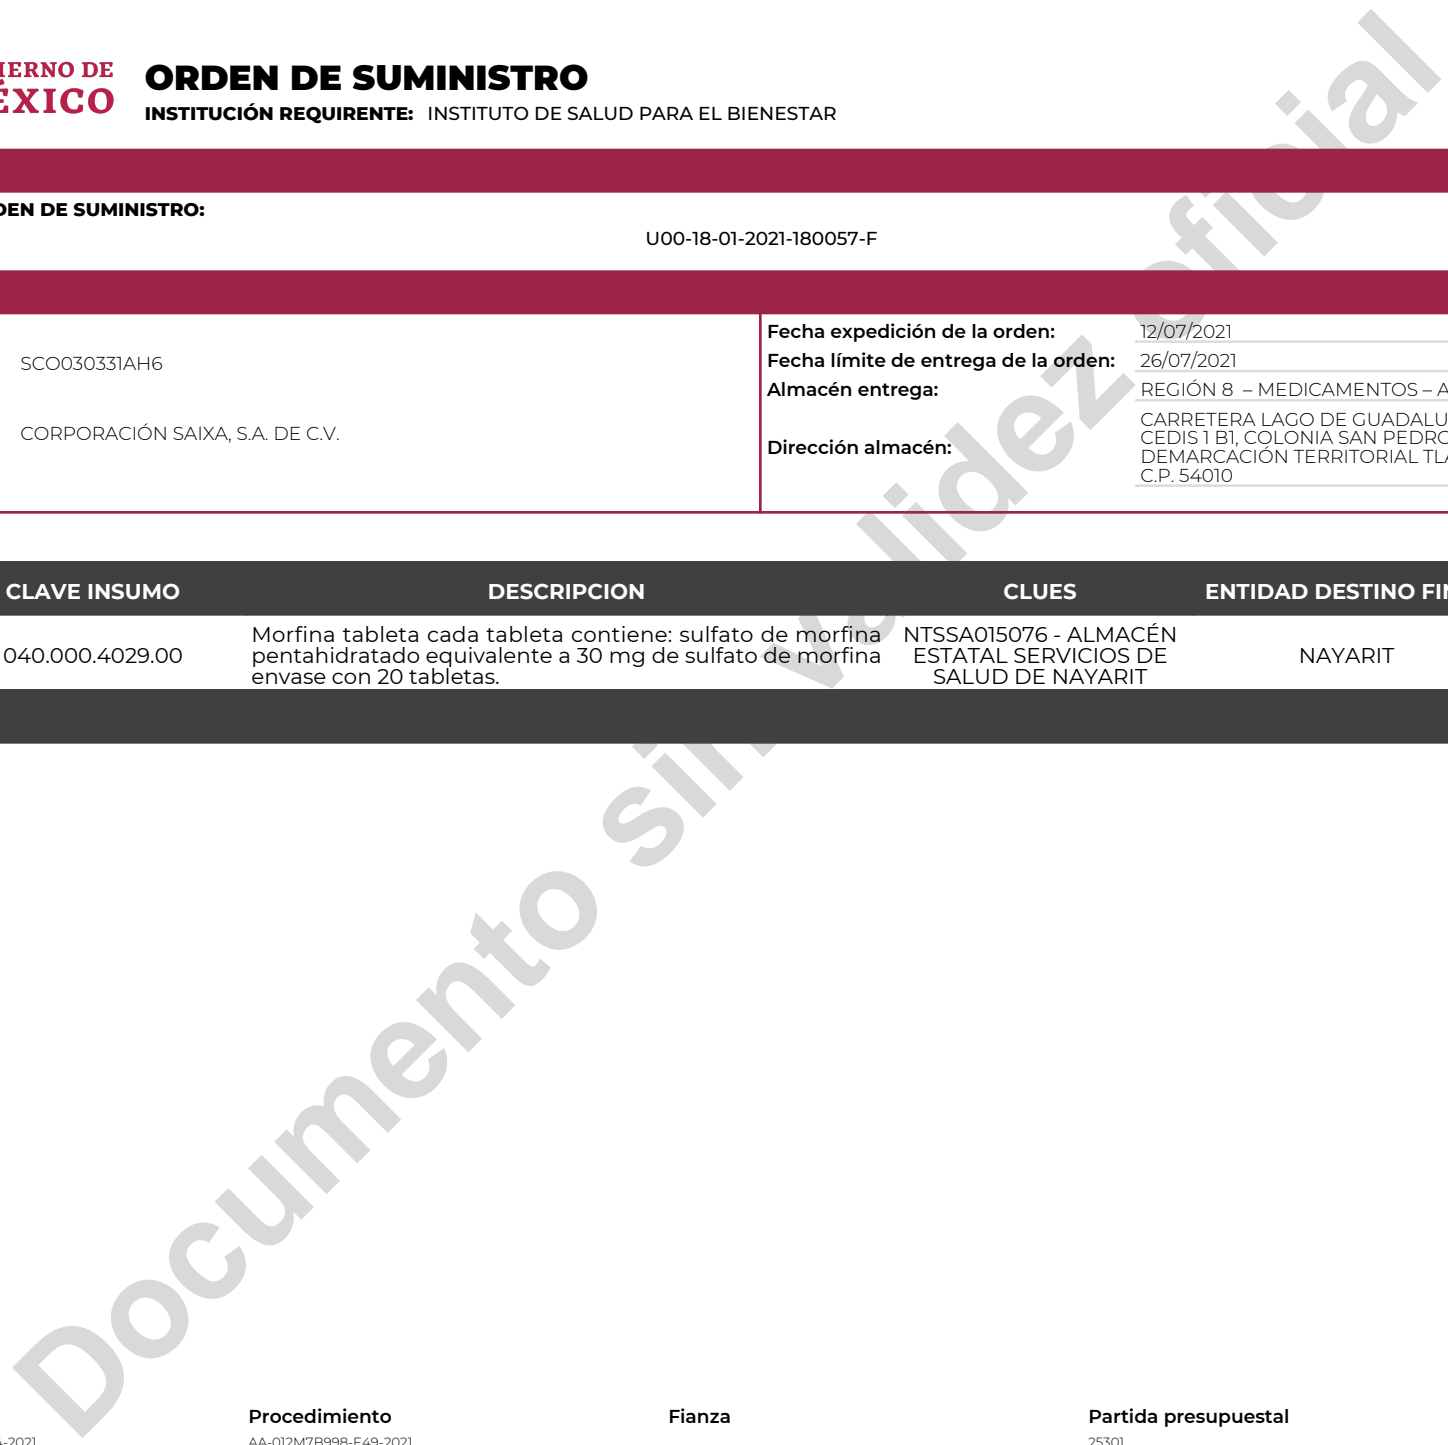 IERNO DE
ÉXICO
ORDEN DE SUMINISTRO
INSTITUCIÓN REQUIRENTE: INSTITUTO DE SALUD PARA EL BIENESTAR
DEN DE SUMINISTRO:
U00-18-01-2021-180057-F
SCO030331AH6
CORPORACIÓN SAIXA, S.A. DE C.V.
Fecha expedición de la orden: 12/07/2021
Fecha límite de entrega de la orden: 26/07/2021
Almacén entrega: REGIÓN 8 – MEDICAMENTOS – A
Dirección almacén:
CARRETERA LAGO DE GUADALU
CEDIS 1 B1, COLONIA SAN PEDRO
DEMARCACIÓN TERRITORIAL TLA
C.P. 54010
CLAVE INSUMO DESCRIPCION CLUES ENTIDAD DESTINO FIN
040.000.4029.00
Morfina tableta cada tableta contiene: sulfato de morfina
pentahidratado equivalente a 30 mg de sulfato de morfina
envase con 20 tabletas.
NTSSA015076 - ALMACÉN
ESTATAL SERVICIOS DE
SALUD DE NAYARIT
NAYARIT
Documento sin validez oficial
Procedimiento Fianza Partida presupuestal
-2021 AA-012M7B998-E49-2021 25301